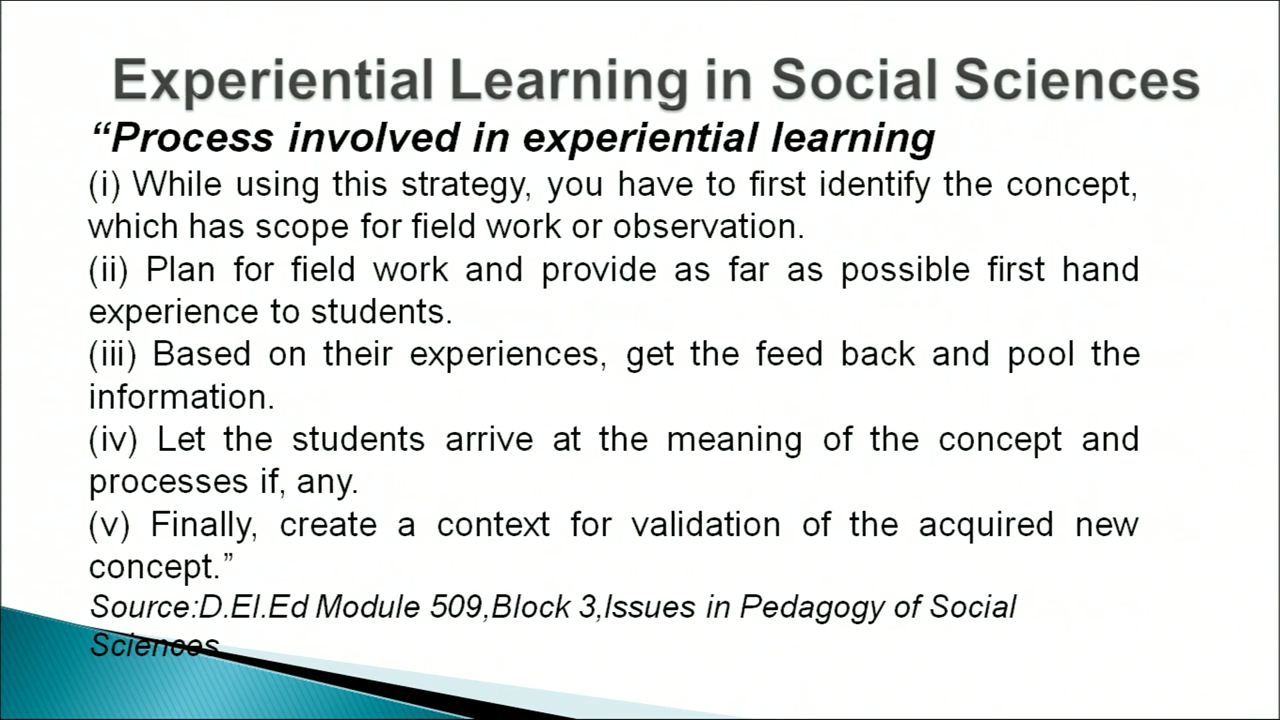 Experiential Learning in Social Sciences
“Process involved in experiential learning
(i) While using this strategy, you have to first identify the concept,
which has scope for field work or observation.
(ii) Plan for field work and provide as far as possible first hand
experience to students.
(iii) Based on their experiences, get the feed back and pool the
information.
(iv) Let the students arrive at the meaning of the concept and
processes if, any.
(v) Finally, create a context for validation of the acquired new
concept.”
Source:D.El.Ed Module 509,Block 3,Issues in Pedagogy of Social
Sciences